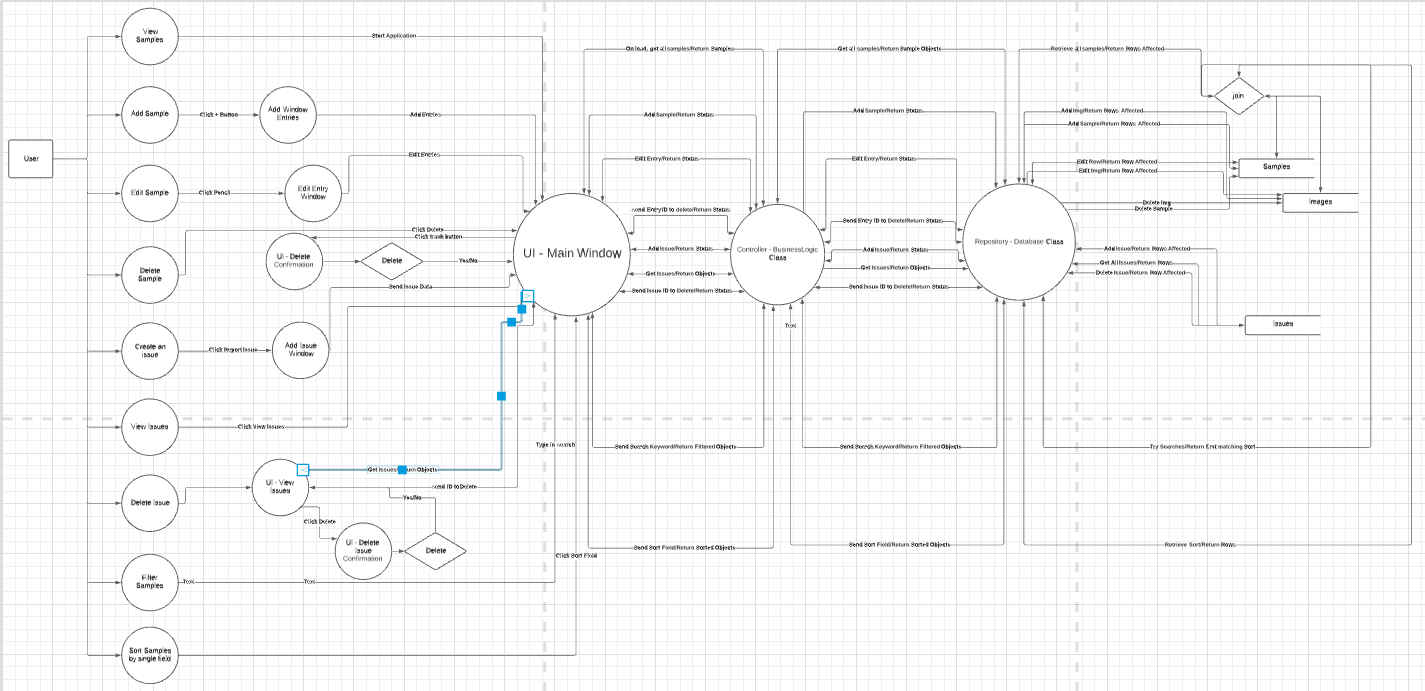 View
Samples
Start Application
On load, get all samples/Return Samples
Get all samples/Return Sample Objects
Retrieve all samples/Return Rows Affected
join
Add Sample
Click + Button
Add Window
Entries
Add Entries
Add Sample/Return Status
Add Sample/Return Status
Add Img/Return Rows Affected
Add Sample/Return Rows Affected
User
Edit Entries
Edit Entry/Return Status
Edit Entry/Return Status
Edit Row/Return Row Affected
Edit Img/Return Row Affected
Samples
Edit Sample
Click Pencil
Edit Entry
Window
Images
Delete Img
Delete Sample
Send Entry ID to delete/Return Status
Send Entry ID to Delete/Return Status
Click Delete
Click trash button
UI - Delete
Confirmation
Delete
Yes/No
UI - Main Window
Controller - BusinessLogic
Class
Repository - Database Class
Add Issue/Return Status
Add Issue/Return Status
Add Issue/Return Rows Affected
Get Issues/Return Objects
Get Issues/Return Objects
Get All Issues/Return Rows
Delete Issue/Return Row Affected
Delete
Sample
Send Issue Data
Send Issue ID to Delete/Return Status
Send Issue ID to Delete/Return Status
Text
Issues
Create an
issue
Click Report Issue
Add Issue
Window
View Issues
Click View Issues
Type in search
Send Search Keyword/Return Filtered Objects
Send Search Keyword/Return Filtered Objects
Try Searches/Return first matching Sort
Get Issues/Return Objects
UI - View
Issues
Send ID to Delete
Yes/No
Delete Issue
Click Delete
UI - Delete
Issue
Confirmation
Delete
Click Sort Field
Send Sort Field/Return Sorted Objects
Send Sort Field/Return Sorted Objects
Retrieve Sort/Return Rows
Filter
Samples
Text
Text
Sort Samples
by single field